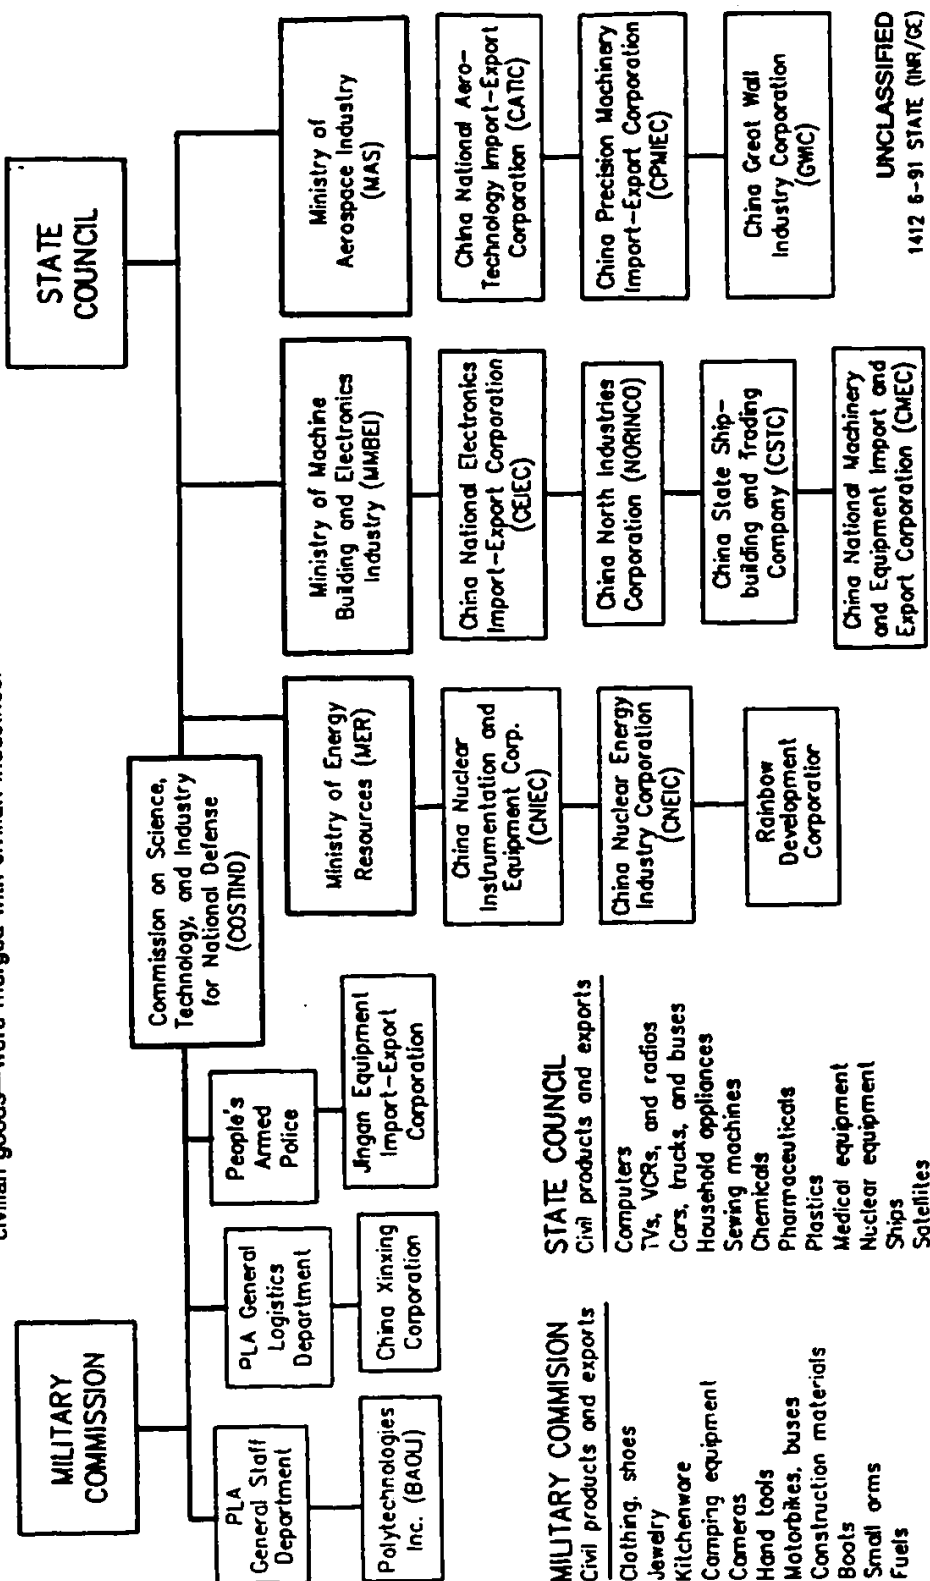 civilian goods—were merged with civilian industries.
MILITARY
COMMISSION
STATE
COUNCIL
Commission on Science,
Technology, and Industry
for National Defense
(COSTIND)
PLA
General Staff
Department
PLA General
Logistics
Department
People's
Armed
Police
Polytechnologies
Inc. (BAOLI)
China Xinxing
Corporation
Jingan Equipment
Import-Export
Corporation
Ministry of Energy
Resources (MER)
China Nuclear
Instrumentation and
Equipment Corp.
(CNIEC)
China Nuclear Energy
Industry Corporation
(CNEIC)
Rainbow
Development
Corporation
Ministry of Machine
Building and Electronics
Industry (MMBEI)
China National Electronics
Import-Export Corporation
(CEIEC)
China North Industries
Corporation (NORINCO)
China State Ship-
building and Trading
Company (CSTC)
China National Machinery
and Equipment Import and
Export Corporation (CMEC)
Ministry of
Aerospace Industry
(MAS)
China National Aero-
Technology Import-Export
Corporation (CATIC)
China Precision Machinery
Import-Export Corporation
(CPMIEC)
China Great Wall
Industry Corporation
(GWIC)
MILITARY COMMISION
Civil products and exports
Clothing, shoes
Jewelry
Kitchenware
Camping equipment
Cameras
Hand tools
Motorbikes, buses
Construction materials
Boots
Small arms
Fuels
STATE COUNCIL
Civil products and exports
Computers
TVs, VCRs, and radios
Cars, trucks, and buses
Household appliances
Sewing machines
Chemicals
Pharmaceuticals
Plastics
Medical equipment
Nuclear equipment
Ships
Satellites
UNCLASSIFIED
1412 6-91 STATE (INR/GE)